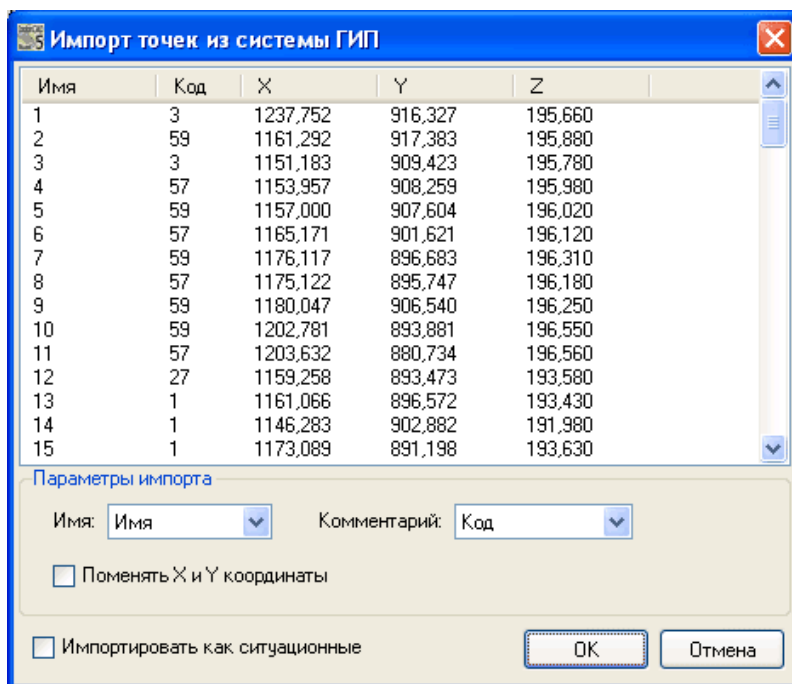 Импорт точек из системы ГИП
Имя Код X Y Z
1 3 1237,752 916,327 195,660
2 59 1161,292 917,383 195,880
3 3 1151,183 909,423 195,780
4 57 1153,957 908,259 195,980
5 59 1157,000 907,604 196,020
6 57 1165,171 901,621 196,120
7 59 1176,117 896,683 196,310
8 57 1175,122 895,747 196,180
9 59 1180,047 906,540 196,250
10 59 1202,781 893,881 196,550
11 57 1203,632 880,734 196,560
12 27 1159,258 893,473 193,580
13 1 1161,066 896,572 193,430
14 1 1146,283 902,882 191,980
15 1 1173,089 891,198 193,630
Параметры импорта
Имя: Имя Комментарий: Код
Поменять X и Y координаты
Импортировать как ситуационные OK Отмена